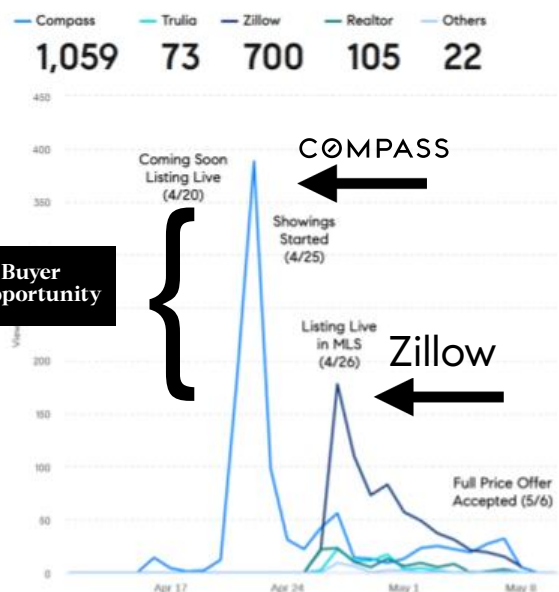 Compass Trulia Zillow Realtor Others
1,059 73 700 105 22
450
400
350
200
150
100
50
0
Coming Soon
Listing Live
(4/20)
COMPASS
Showings
Started
(4/25)
Buyer
portunity
Listing Live
in MLS
(4/26)
Zillow
Full Price Offer
Accepted (5/6)
Apr 17 Apr 24 May 1 May 8